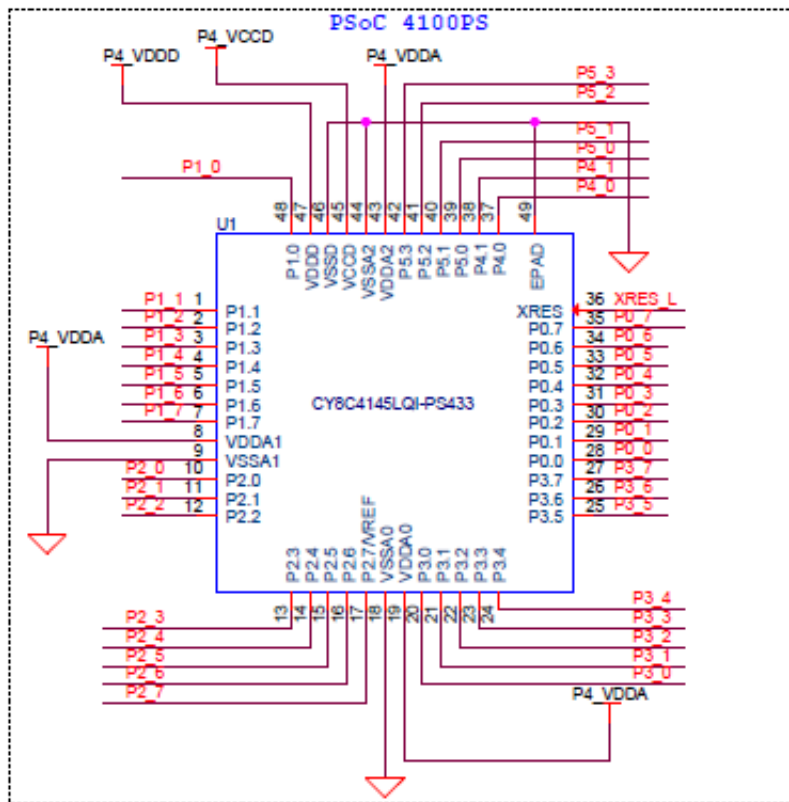 PSoC 4100PS
P4_VCCD
P4_VDDD
P4_VDDA
P5_3
P5_2
P5_1
P5_0
P1_0
P4_1
P4_0
48 47 46 45 44 43 42 41 40 39 38 37 49
U1
P1.0 VDDD VSSD VCCD VSSA2 VDDA2 P5.3 P5.2 P5.1 P5.0 P4.1 P4.0 EPAD
P1_1 1 P1.1
P1_2 2 P1.2
P1_3 3 P1.3
P4_VDDA
P1_4 4 P1.4
P1_5 5 P1.5
P1_6 6 P1.6
P1_7 7 P1.7
8 VDDA1
9 VSSA1
P2_0 10 P2.0
P2_1 11 P2.1
P2_2 12 P2.2
CY8C4145LQI-PS433
XRES 36 XRES_L
P0.7 35 P0_7
P0.6 34 P0_6
P0.5 33 P0_5
P0.4 32 P0_4
P0.3 31 P0_3
P0.2 30 P0_2
P0.1 29 P0_1
P0.0 28 P0_0
P3.7 27 P3_7
P3.6 26 P3_6
P3.5 25 P3_5
P2.3 P2.4 P2.5 P2.6 P2.7/VREF VSSA0 VDDA0 P3.0 P3.1 P3.2 P3.3 P3.4
13 14 15 16 17 18 19 20 21 22 23 24
P2_3
P2_4
P2_5
P2_6
P2_7
P3_4
P3_3
P3_2
P3_1
P3_0
P4_VDDA